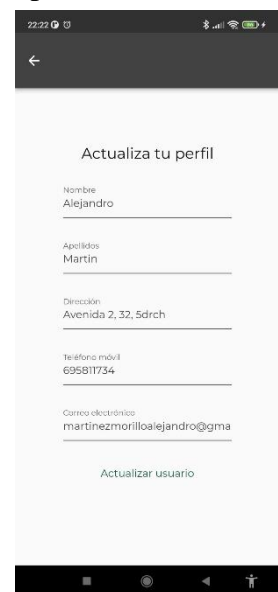 22:22
Actualiza tu perfil
Nombre
Alejandro
Apellidos
Martin
Dirección
Avenida 2, 32, 5drch
Teléfono móvil
695811734
Correo electrónico
martinezmorilloalejandro@gma
Actualizar usuario